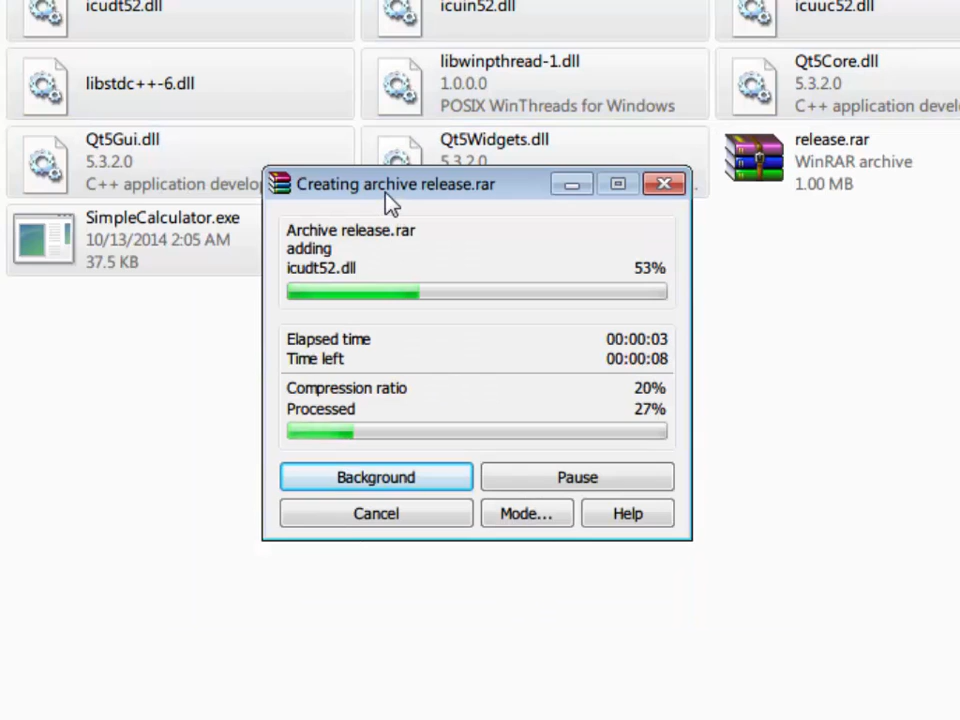 icudt52.dll
icuin52.dll
icuuc52.dll
libstdc++-6.dll
libwinpthread-1.dll
1.0.0.0
POSIX WinThreads for Windows
Qt5Core.dll
5.3.2.0
C++ application devel
Qt5Gui.dll
5.3.2.0
C++ application develo
Qt5Widgets.dll
5.3.2.0
release.rar
WinRAR archive
1.00 MB
SimpleCalculator.exe
10/13/2014 2:05 AM
37.5 KB
Creating archive release.rar
Archive release.rar
adding
icudt52.dll 53%
Elapsed time 00:00:03
Time left 00:00:08
Compression ratio 20%
Processed 27%
Background Pause
Cancel Mode... Help